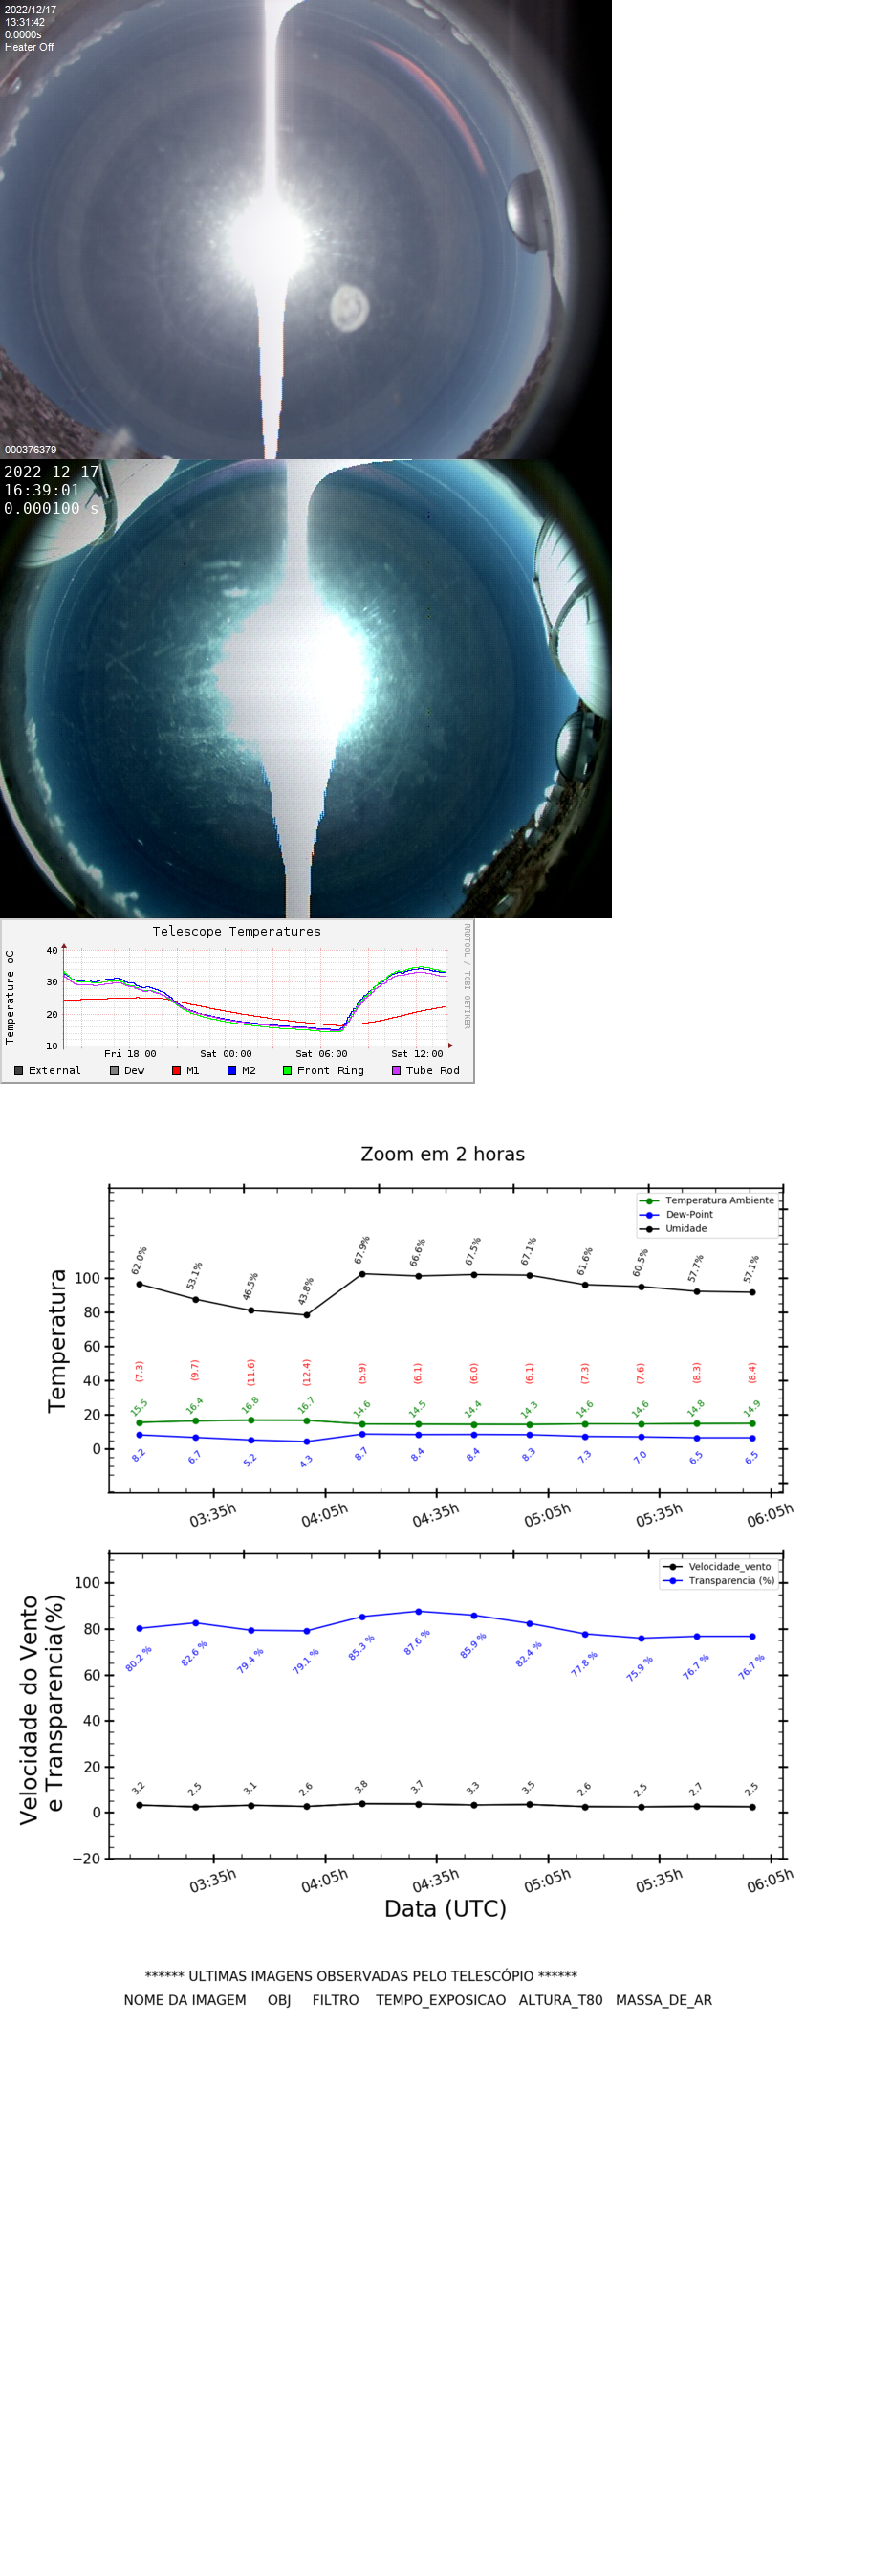 2022/12/17
13:31:42
0.0000s
Heater Off
000376379
2022-12-17
16:39:01
0.000100 s
Telescope Temperatures
RRDTOOL / TOBI OETIKER
Temperature oC
40
30
20
10
Fri 18:00 Sat 00:00 Sat 06:00 Sat 12:00
External Dew M1 M2 Front Ring Tube Rod
Zoom em 2 horas
Temperatura Ambiente
Dew-Point
Umidade
Temperatura
100
80
60
40
20
0
62.0% 53.1% 46.5% 43.8% 67.9% 66.6% 67.5% 67.1% 61.6% 60.5% 57.7% 57.1%
(7.3) (9.7) (11.6) (12.4) (5.9) (6.1) (6.0) (6.1) (7.3) (7.6) (8.3) (8.4)
15.5 16.4 16.8 16.7 14.6 14.5 14.4 14.3 14.6 14.6 14.8 14.9
8.2 6.7 5.2 4.3 8.7 8.4 8.4 8.3 7.3 7.0 6.5 6.5
03:35h 04:05h 04:35h 05:05h 05:35h 06:05h
Velocidade_vento
Transparencia (%)
Velocidade do Vento
e Transparencia(%)
100
80
60
40
20
0
−20
80.2 % 82.6 % 79.4 % 79.1 % 85.3 % 87.6 % 85.9 % 82.4 % 77.8 % 75.9 % 76.7 % 76.7 %
3.2 2.5 3.1 2.6 3.8 3.7 3.3 3.5 2.6 2.5 2.7 2.5
03:35h 04:05h 04:35h 05:05h 05:35h 06:05h
Data (UTC)
****** ULTIMAS IMAGENS OBSERVADAS PELO TELESCÓPIO ******
NOME DA IMAGEM OBJ FILTRO TEMPO_EXPOSICAO ALTURA_T80 MASSA_DE_AR